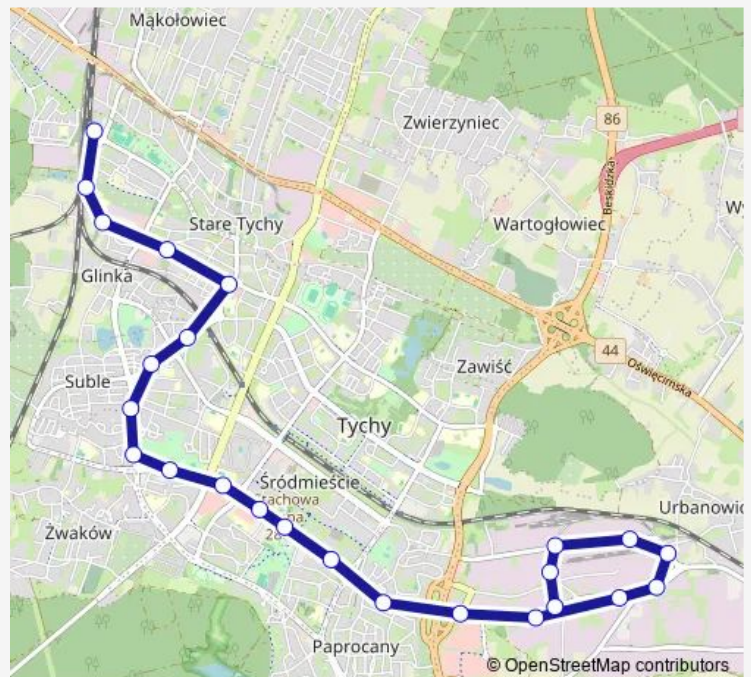 Mąkołowiec
Zwierzyniec
86
Beskidzka
Stare Tychy
Wartogłowiec
Glinka
44
Oświęcimska
Suble
Zawiść
Tychy
Śródmieście
Urbanowic
Żwaków
Paprocany
© OpenStreetMap contributors